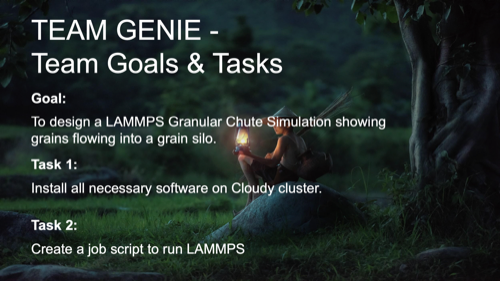 TEAM GENIE -
Team Goals & Tasks
Goal:
To design a LAMMPS Granular Chute Simulation showing
grains flowing into a grain silo.
Task 1:
Install all necessary software on Cloudy cluster.
Task 2:
Create a job script to run LAMMPS